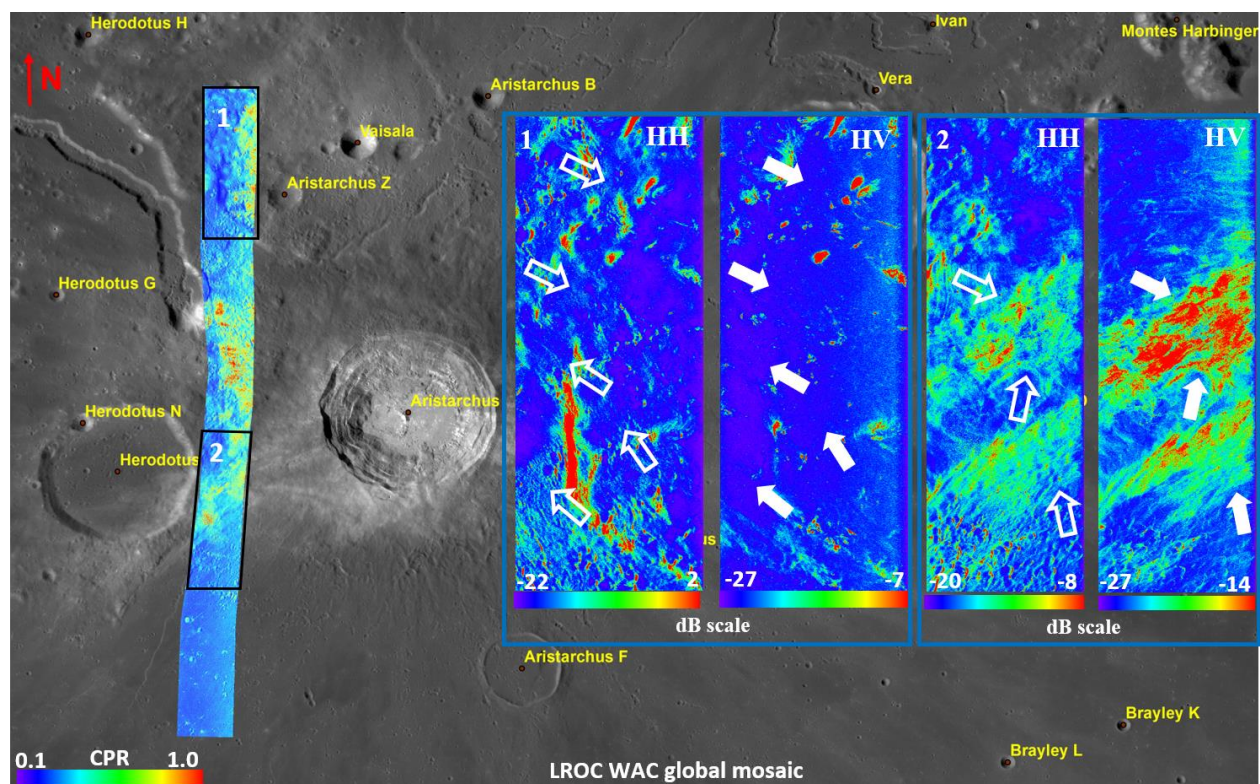 Herodotus H
Ivan
Montes Harbinger
N
Aristarchus B
Vera
1
Vaisala
1 HH
HV
2 HH
HV
Aristarchus Z
Herodotus G
Herodotus N
Aristarchus
Herodotus
2
us
-22 2
-27 -7
-20 -8
-27 -14
dB scale
dB scale
Aristarchus F
Brayley K
Brayley L
0.1 CPR 1.0
LROC WAC global mosaic